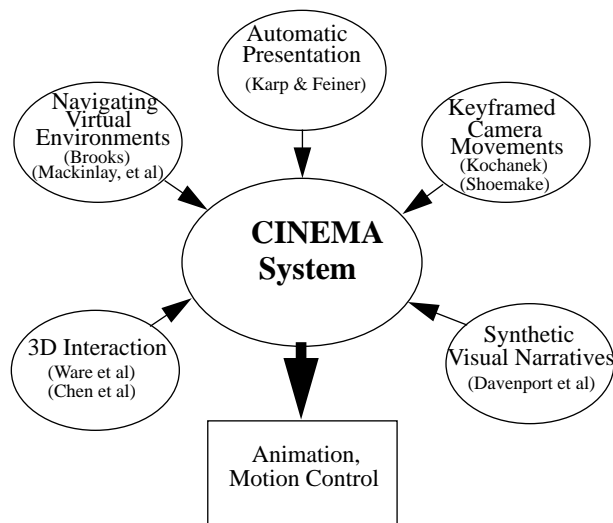 Automatic
Presentation
(Karp & Feiner)
Navigating
Virtual
Environments
(Brooks)
(Mackinlay, et al)
Keyframed
Camera
Movements
(Kochanek)
(Shoemake)
CINEMA
System
3D Interaction
(Ware et al)
(Chen et al)
Synthetic
Visual Narratives
(Davenport et al)
Animation,
Motion Control